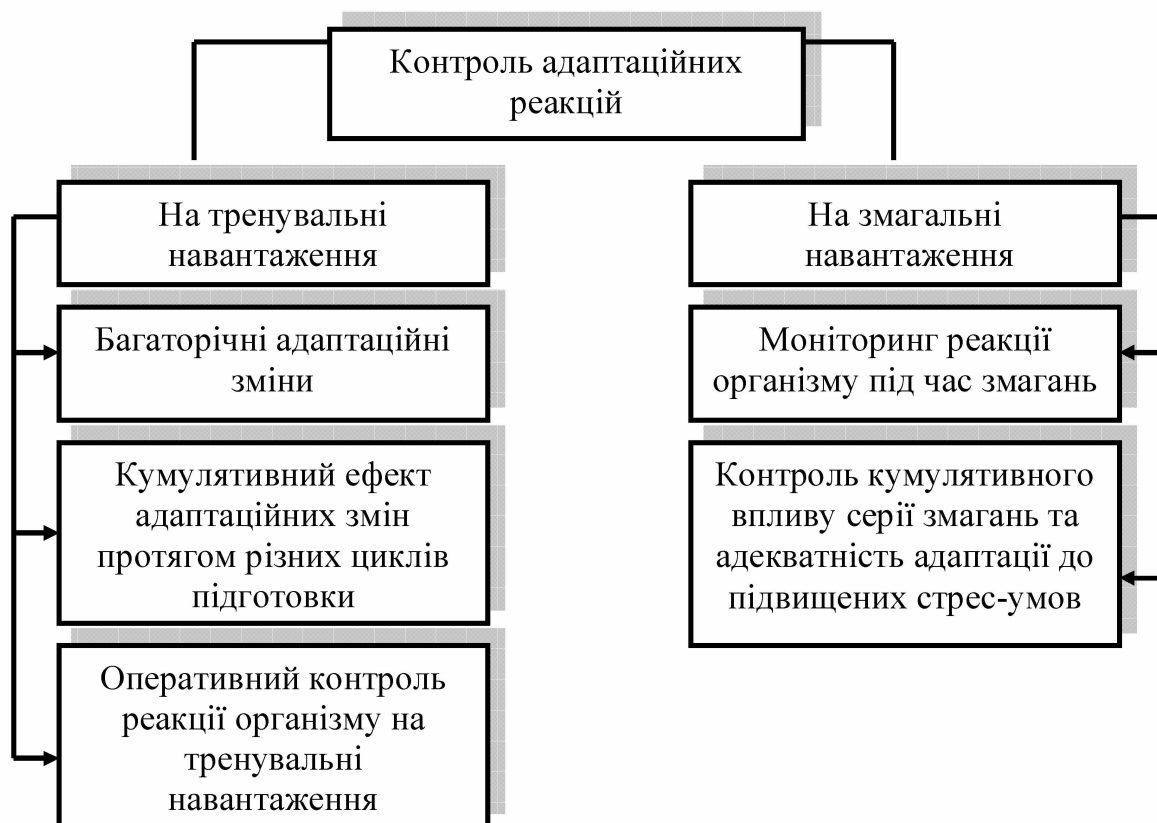 Контроль адаптаційних
реакцій
На тренувальні
навантаження
Багаторічні адаптаційні
зміни
Кумулятивний ефект
адаптаційних змін
протягом різних циклів
підготовки
Оперативний контроль
реакції організму на
тренувальні
навантаження
На змагальні
навантаження
Моніторинг реакції
організму під час змагань
Контроль кумулятивного
впливу серії змагань та
адекватність адаптації до
підвищених стрес-умов